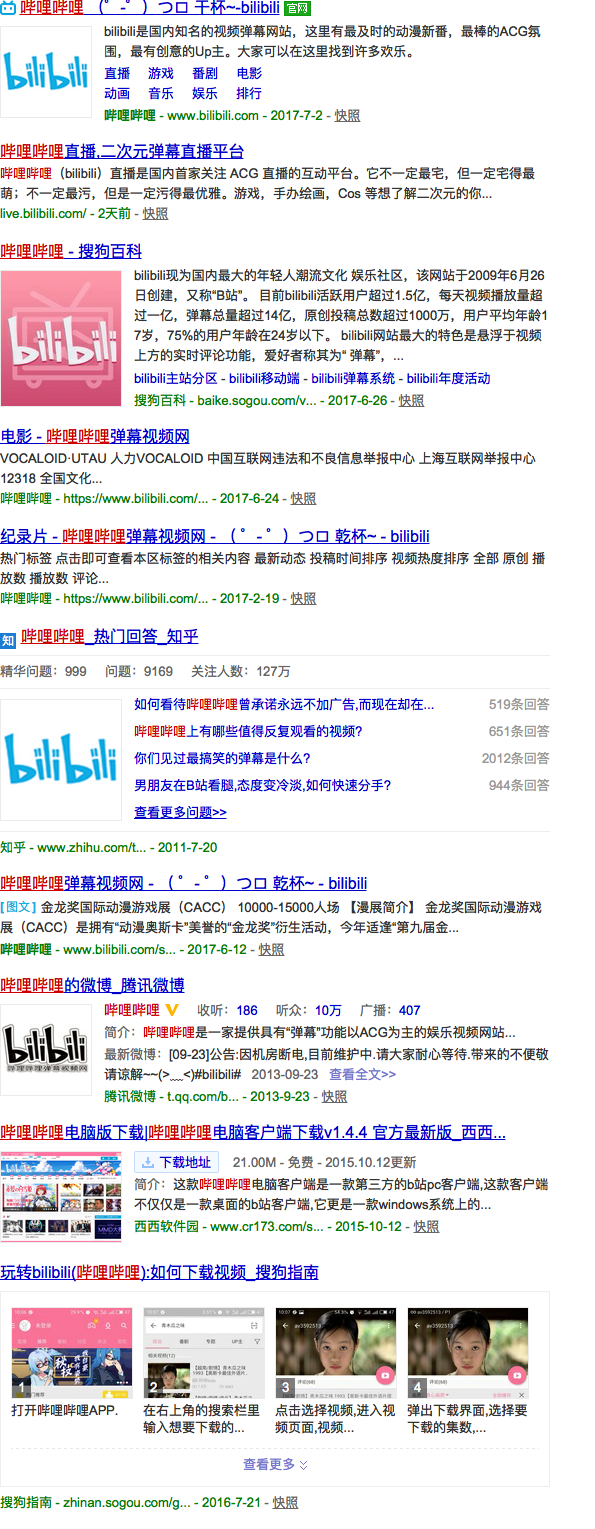 哔哩哔哩 （゜-゜）つロ 干杯~-bilibili 官网
bilibili
bilibili是国内知名的视频弹幕网站，这里有最及时的动漫新番，最棒的ACG氛
围，最有创意的Up主。大家可以在这里找到许多欢乐。
直播 游戏 番剧 电影
动画 音乐 娱乐 排行
哔哩哔哩 - www.bilibili.com - 2017-7-2 - 快照
哔哩哔哩直播,二次元弹幕直播平台
哔哩哔哩（bilibili）直播是国内首家关注 ACG 直播的互动平台。它不一定最宅，但一定宅得最
萌；不一定最污，但是一定污得最优雅。游戏，手办绘画，Cos 等想了解二次元的你...
live.bilibili.com/ - 2天前 - 快照
哔哩哔哩 - 搜狗百科
bilibili
bilibili现为国内最大的年轻人潮流文化 娱乐社区，该网站于2009年6月26
日创建，又称“B站”。 目前bilibili活跃用户超过1.5亿，每天视频播放量超
过一亿，弹幕总量超过14亿，原创投稿总数超过1000万，用户平均年龄1
7岁，75%的用户年龄在24岁以下。 bilibili网站最大的特色是悬浮于视频
上方的实时评论功能，爱好者称其为“ 弹幕”，...
bilibili主站分区 - bilibili移动端 - bilibili弹幕系统 - bilibili年度活动
搜狗百科 - baike.sogou.com/v... - 2017-6-26 - 快照
电影 - 哔哩哔哩弹幕视频网
VOCALOID·UTAU 人力VOCALOID 中国互联网违法和不良信息举报中心 上海互联网举报中心
12318 全国文化...
哔哩哔哩 - https://www.bilibili.com/... - 2017-6-24 - 快照
纪录片 - 哔哩哔哩弹幕视频网 - （ ゜- ゜）つロ 乾杯~ - bilibili
热门标签 点击即可查看本区标签的相关内容 最新动态 投稿时间排序 视频热度排序 全部 原创 播
放数 播放数 评论...
哔哩哔哩 - https://www.bilibili.com/... - 2017-2-19 - 快照
知 哔哩哔哩_热门回答_知乎
精华问题：999 问题：9169 关注人数：127万
bilibili
如何看待哔哩哔哩曾承诺永远不加广告,而现在却在... 519条回答
哔哩哔哩上有哪些值得反复观看的视频? 651条回答
你们见过最搞笑的弹幕是什么? 2012条回答
男朋友在B站看腿,态度变冷淡,如何快速分手? 944条回答
查看更多问题>>
知乎 - www.zhihu.com/t... - 2011-7-20
哔哩哔哩弹幕视频网 - （ ゜- ゜）つロ 乾杯~ - bilibili
[图文] 金龙奖国际动漫游戏展（CACC） 10000-15000人场 【漫展简介】 金龙奖国际动漫游戏
展（CACC）是拥有“动漫奥斯卡”美誉的“金龙奖”衍生活动，今年适逢“第九届金...
哔哩哔哩 - www.bilibili.com/s... - 2017-6-12 - 快照
哔哩哔哩的微博_腾讯微博
bilibili
哔哩哔哩弹幕视频网
哔哩哔哩 收听：186 听众：10万 广播：407
简介：哔哩哔哩是一家提供具有“弹幕”功能以ACG为主的娱乐视频网站...
最新微博：[09-23]公告:因机房断电,目前维护中.请大家耐心等待.带来的不便敬
请谅解~~(>﹏<)#bilibili# 2013-09-23 查看全文>>
腾讯微博 - t.qq.com/b... - 2013-9-23 - 快照
哔哩哔哩电脑版下载|哔哩哔哩电脑客户端下载v1.4.4 官方最新版_西西...
下载地址 21.00M - 免费 - 2015.10.12更新
简介：这款哔哩哔哩电脑客户端是一款第三方的b站pc客户端,这款客户端
不仅仅是一款桌面的b站客户端,它更是一款windows系统上的...
西西软件园 - www.cr173.com/s... - 2015-10-12 - 快照
玩转bilibili(哔哩哔哩):如何下载视频_搜狗指南
2 3 4
打开哔哩哔哩APP. 在右上角的搜索栏里 点击选择视频,进入视 弹出下载界面,选择要
输入想要下载的... 频页面,视频... 下载的集数,...
查看更多
搜狗指南 - zhinan.sogou.com/g... - 2016-7-21 - 快照